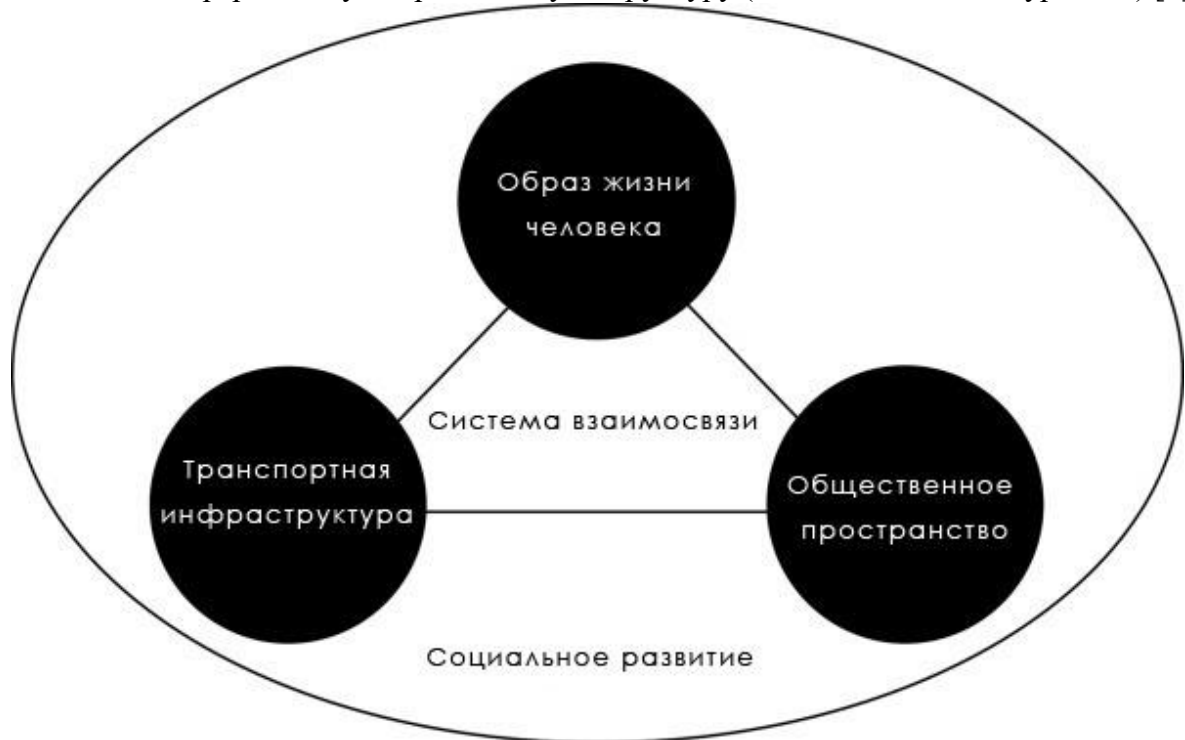 Образ жизни
человека
Система взаимосвязи
Транспортная
инфраструктура
Общественное
пространство
Социальное развитие